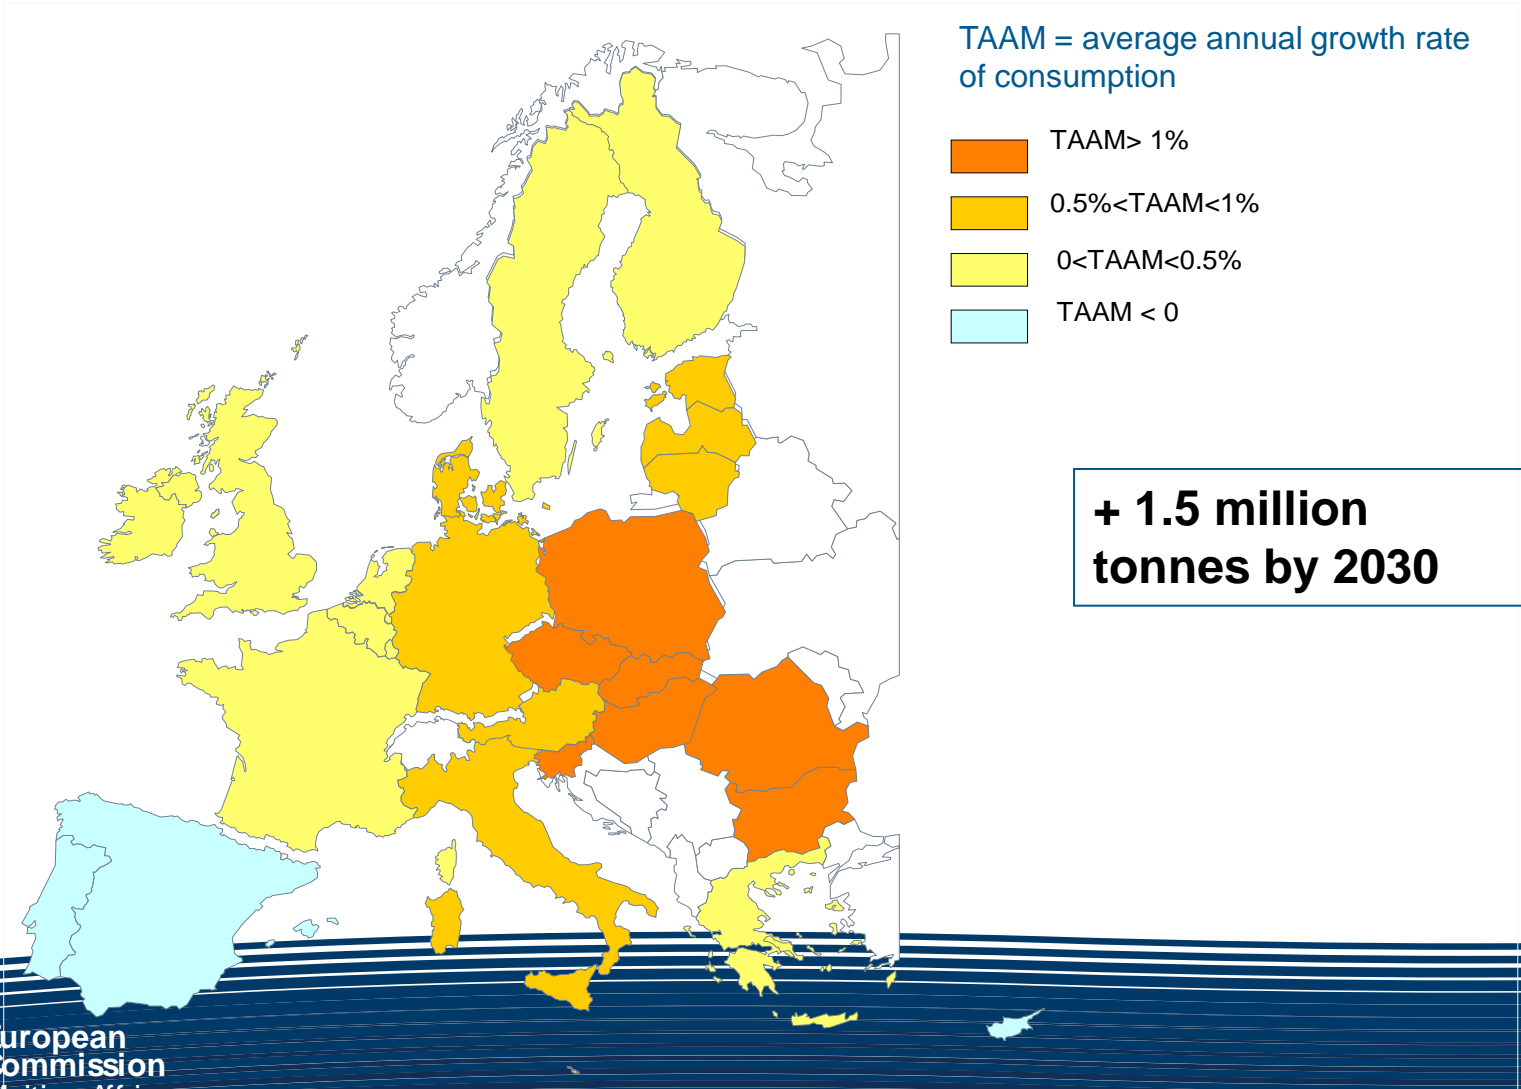 TAAM = average annual growth rate
of consumption
TAAM> 1%
0.5%<TAAM<1%
0<TAAM<0.5%
TAAM < 0
+ 1.5 million
tonnes by 2030
uropean
ommission